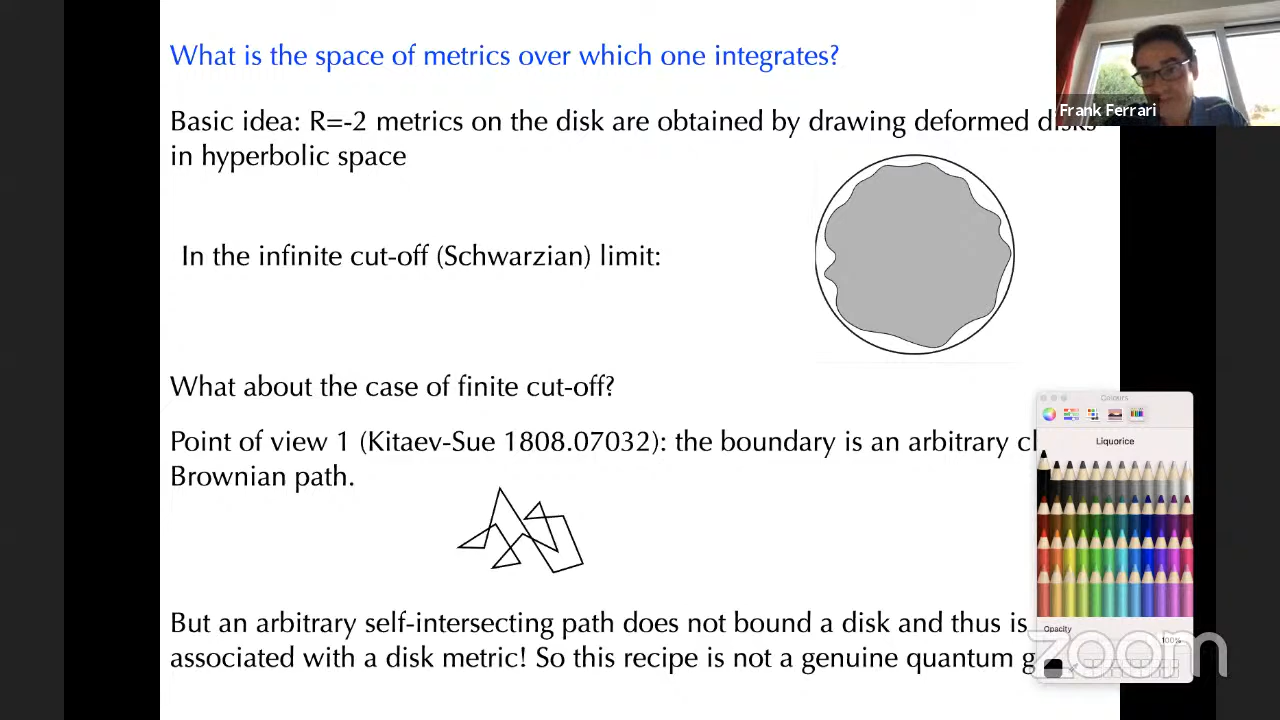 What is the space of metrics over which one integrates?
Frank Ferrari
Basic idea: R=-2 metrics on the disk are obtained by drawing deformed disks
in hyperbolic space
In the infinite cut-off (Schwarzian) limit:
What about the case of finite cut-off?
Colours
Liquorice
Point of view 1 (Kitaev-Sue 1808.07032): the boundary is an arbitrary
Brownian path.
But an arbitrary self-intersecting path does not bound a disk and thus is
Opacity
100%
zoom
associated with a disk metric! So this recipe is not a genuine quantum